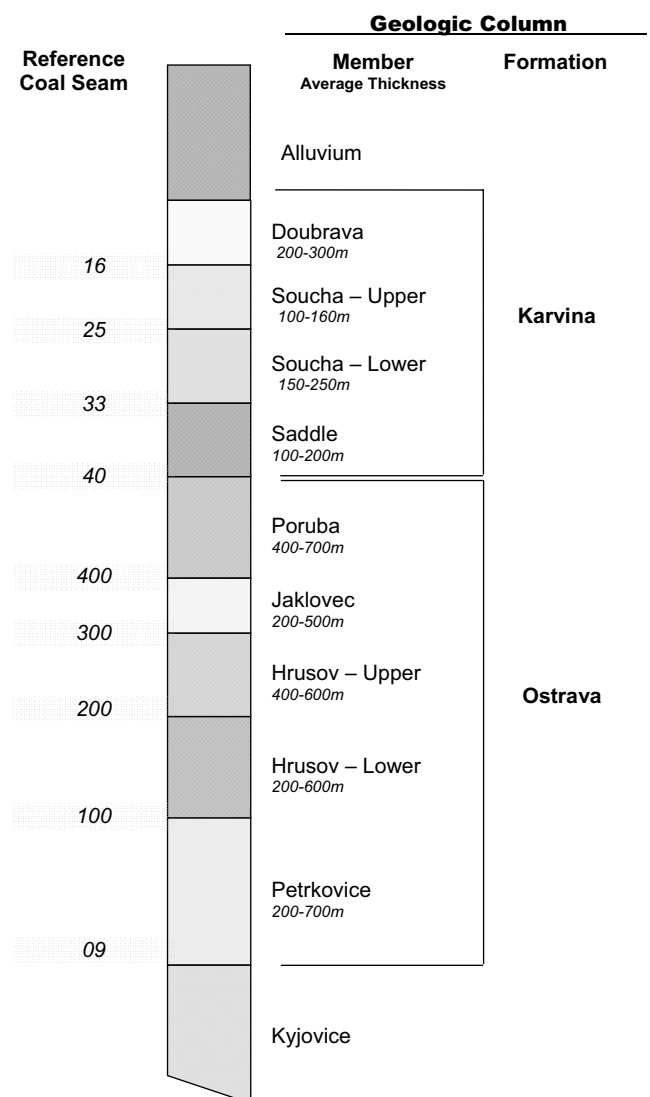 Geologic Column
Reference
Coal Seam
Member
Average Thickness
Formation
Alluvium
Doubrava
200-300m
16
Soucha – Upper
100-160m
Karvina
25
Soucha – Lower
150-250m
33
Saddle
100-200m
40
Poruba
400-700m
400
Jaklovec
200-500m
300
Hrusov – Upper
400-600m
Ostrava
200
Hrusov – Lower
200-600m
100
Petrkovice
200-700m
09
Kyjovice